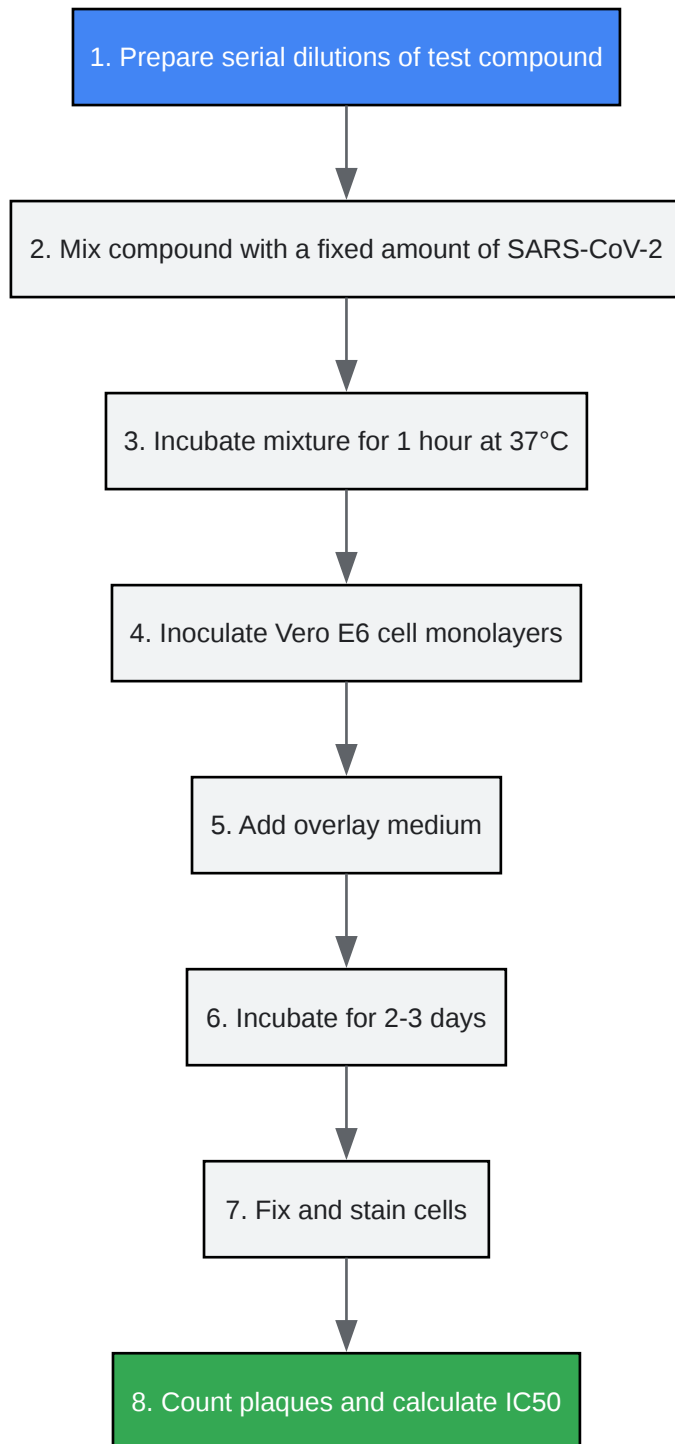 1. Prepare serial dilutions of test compound
2. Mix compound with a fixed amount of SARS-CoV-2
3. Incubate mixture for 1 hour at 37°C
4. Inoculate Vero E6 cell monolayers
5. Add overlay medium
6. Incubate for 2-3 days
7. Fix and stain cells
8. Count plaques and calculate IC50